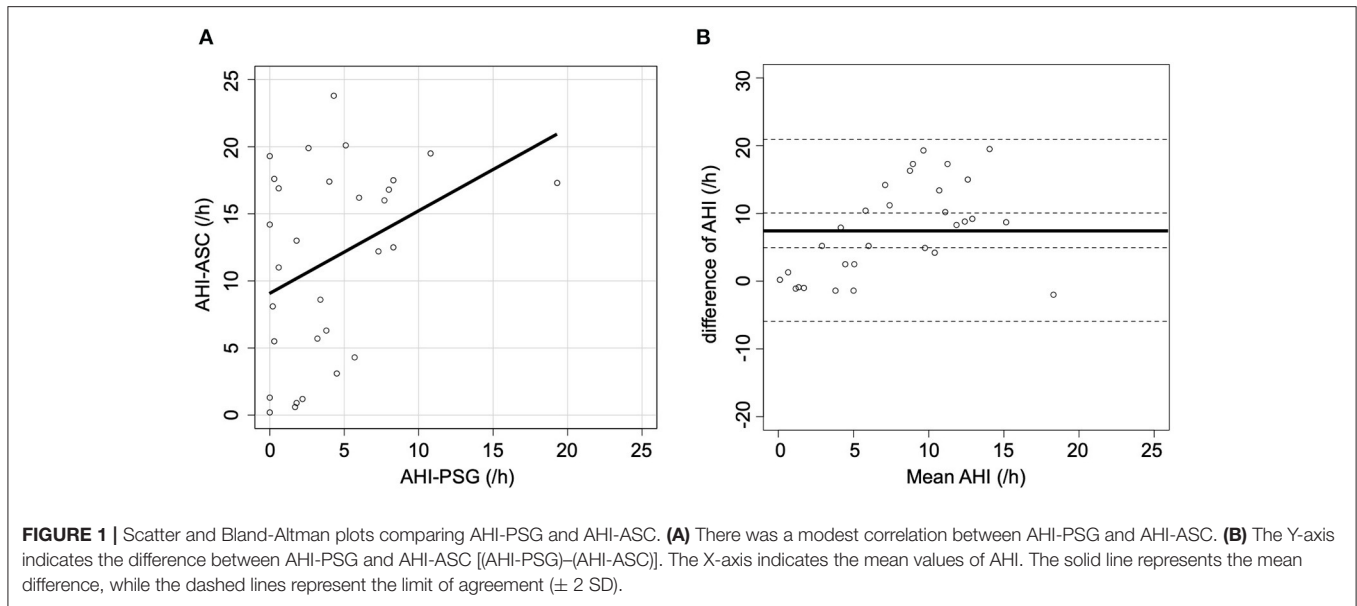 A
B
25
20
15
10
5
0
AHI-ASC (/h)
0 5 10 15 20 25
AHI-PSG (/h)
30
20
10
0
-10
-20
difference of AHI (/h)
0 5 10 15 20 25
Mean AHI (/h)
FIGURE 1 | Scatter and Bland-Altman plots comparing AHI-PSG and AHI-ASC. (A) There was a modest correlation between AHI-PSG and AHI-ASC. (B) The Y-axis
indicates the difference between AHI-PSG and AHI-ASC [(AHI-PSG)–(AHI-ASC)]. The X-axis indicates the mean values of AHI. The solid line represents the mean
difference, while the dashed lines represent the limit of agreement (± 2 SD).